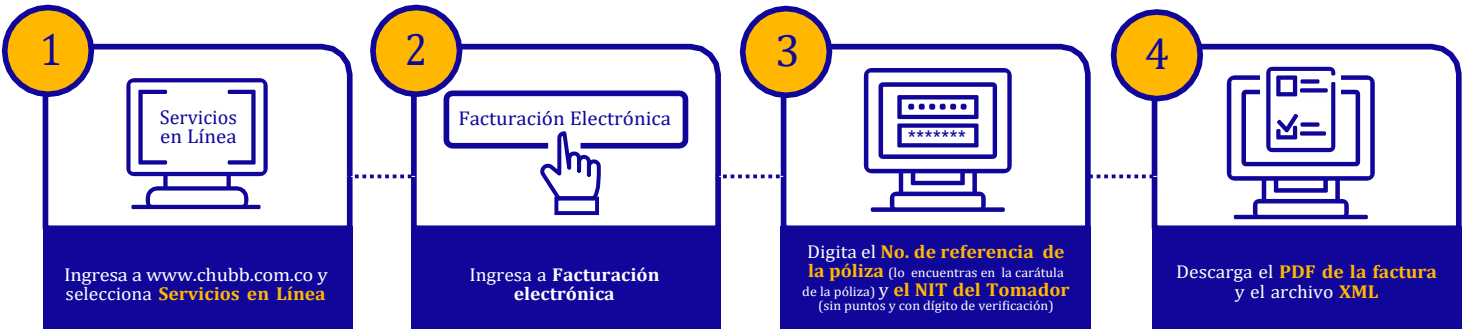 1
Servicios
en Línea
Ingresa a www.chubb.com.co y
selecciona Servicios en Línea
2
Facturación Electrónica
Ingresa a Facturación
electrónica
3
*******
Digita el No. de referencia de
la póliza (lo encuentras en la carátula
de la póliza) y el NIT del Tomador
(sin puntos y con dígito de verificación)
4
Descarga el PDF de la factura
y el archivo XML